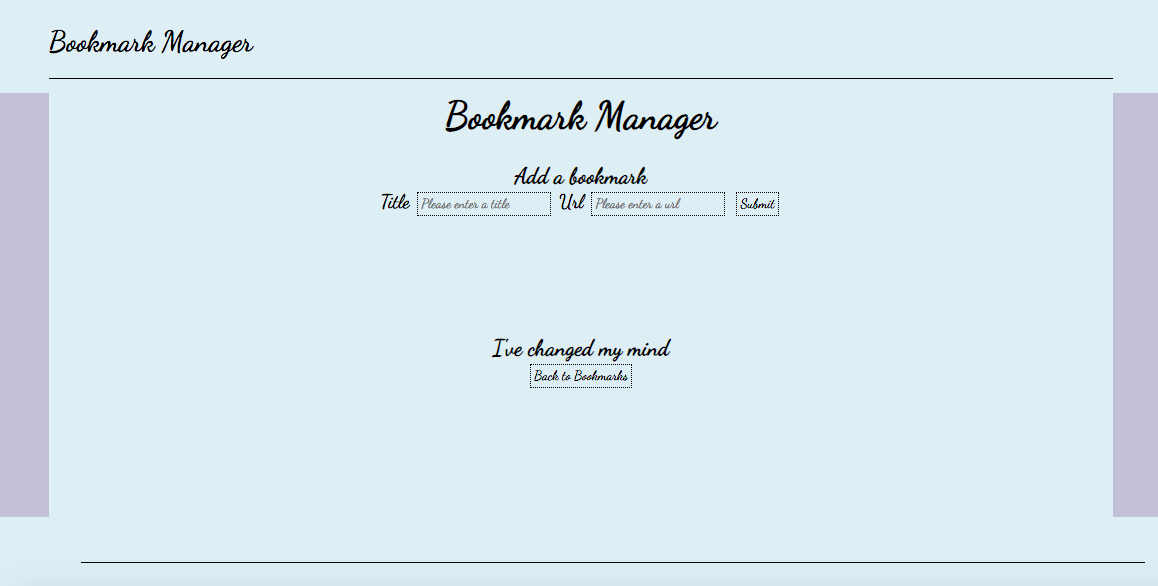 Bookmark Manager
Bookmark Manager
Add a bookmark
Title Please enter a title Url Please enter a url Submit
I've changed my mind
Back to Bookmarks